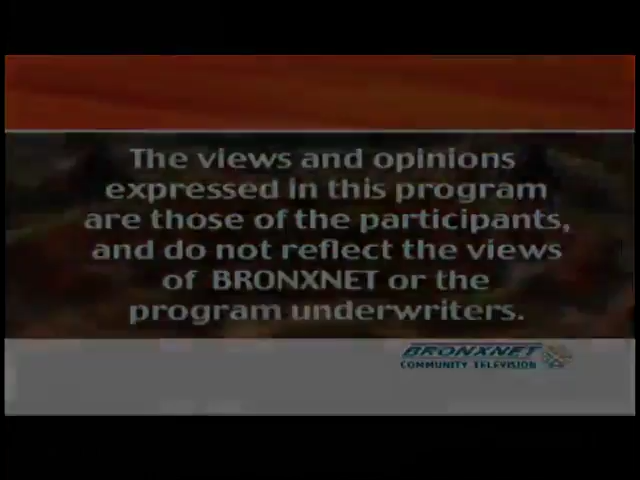 The views and opinions
expressed in this program
are those of the participants,
and do not reflect the views
of BRONXNET or the
program underwriters.
BRONXNET
COMMUNITY TELEVISION